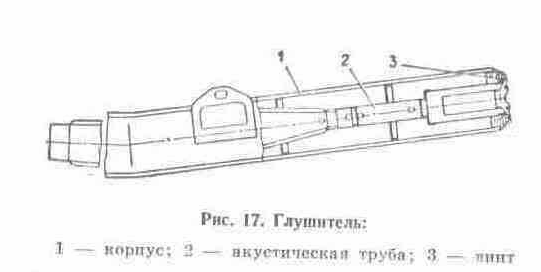 1
2
3
Рис. 17. Глушитель:
1 — корпус; 2 — акустическая труба; 3 — винт